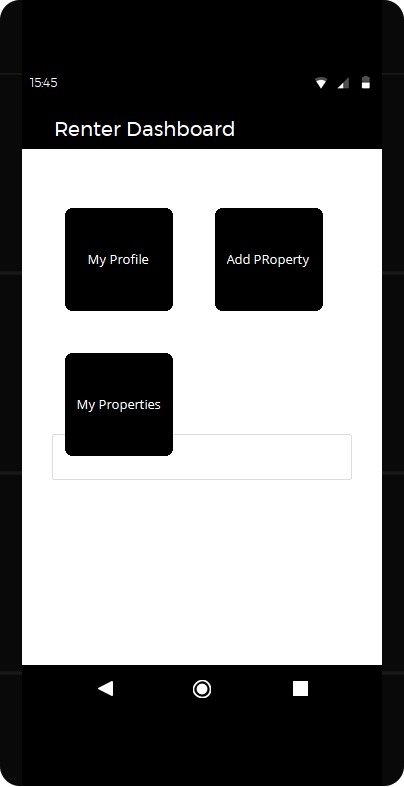 15:45
Renter Dashboard
My Profile
Add PRoperty
My Properties